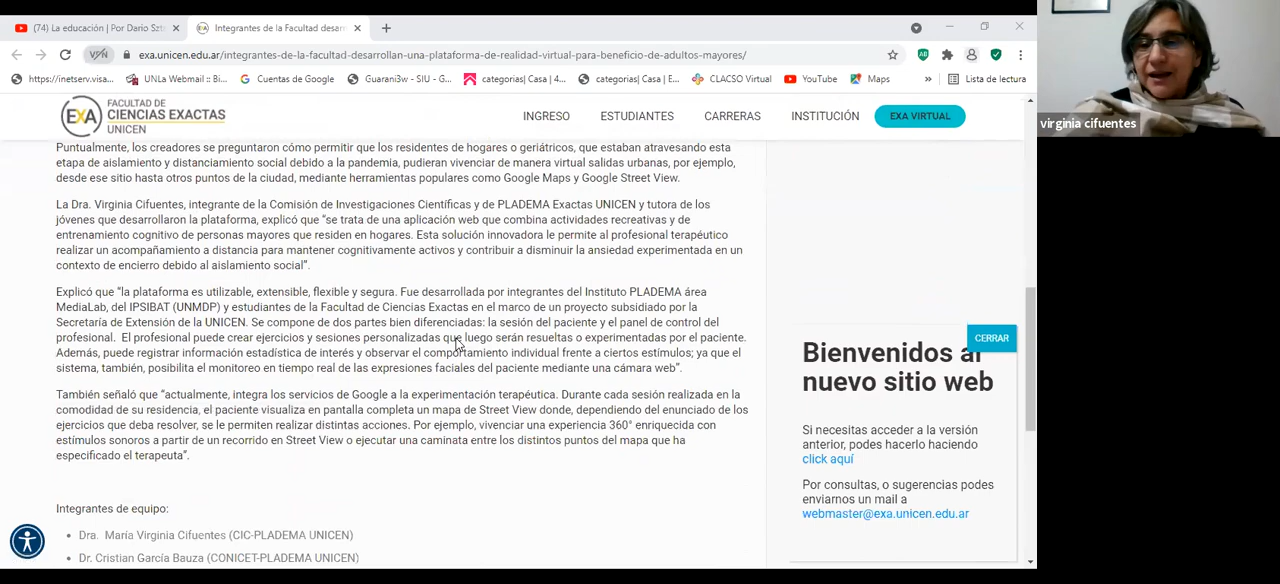 (74) La educación | Por Dario Szt
Integrantes de la Facultad desarr
VPN
exa.unicen.edu.ar/integrantes-de-la-facultad-desarrollan-una-plataforma-de-realidad-virtual-para-beneficio-de-adultos-mayores/
https://inetserv.visa... UNLa Webmail :: Bi... Cuentas de Google Guarani3w - SIU - G... categorias| Casa | 4... categorias| Casa | E... CLACSO Virtual YouTube Maps » Lista de lectura
EXA
FACULTAD DE
CIENCIAS EXACTAS
UNICEN
INGRESO ESTUDIANTES CARRERAS INSTITUCIÓN EXA VIRTUAL
virginia cifuentes
Puntualmente, los creadores se preguntaron cómo permitir que los residentes de hogares o geriátricos, que estaban atravesando esta
etapa de aislamiento y distanciamiento social debido a la pandemia, pudieran vivenciar de manera virtual salidas urbanas, por ejemplo,
desde ese sitio hasta otros puntos de la ciudad, mediante herramientas populares como Google Maps y Google Street View.
La Dra. Virginia Cifuentes, integrante de la Comisión de Investigaciones Científicas y de PLADEMA Exactas UNICEN y tutora de los
jóvenes que desarrollaron la plataforma, explicó que “se trata de una aplicación web que combina actividades recreativas y de
entrenamiento cognitivo de personas mayores que residen en hogares. Esta solución innovadora le permite al profesional terapéutico
realizar un acompañamiento a distancia para mantener cognitivamente activos y contribuir a disminuir la ansiedad experimentada en un
contexto de encierro debido al aislamiento social”.
Explicó que “la plataforma es utilizable, extensible, flexible y segura. Fue desarrollada por integrantes del Instituto PLADEMA área
MediaLab, del IPSIBAT (UNMDP) y estudiantes de la Facultad de Ciencias Exactas en el marco de un proyecto subsidiado por la
Secretaría de Extensión de la UNICEN. Se compone de dos partes bien diferenciadas: la sesión del paciente y el panel de control del
profesional. El profesional puede crear ejercicios y sesiones personalizadas que luego serán resueltas o experimentadas por el paciente.
Además, puede registrar información estadística de interés y observar el comportamiento individual frente a ciertos estímulos; ya que el
sistema, también, posibilita el monitoreo en tiempo real de las expresiones faciales del paciente mediante una cámara web”.
También señaló que “actualmente, integra los servicios de Google a la experimentación terapéutica. Durante cada sesión realizada en la
comodidad de su residencia, el paciente visualiza en pantalla completa un mapa de Street View donde, dependiendo del enunciado de los
ejercicios que deba resolver, se le permiten realizar distintas acciones. Por ejemplo, vivenciar una experiencia 360° enriquecida con
estímulos sonoros a partir de un recorrido en Street View o ejecutar una caminata entre los distintos puntos del mapa que ha
especificado el terapeuta”.
Integrantes de equipo:
Dra. María Virginia Cifuentes (CIC-PLADEMA UNICEN)
Dr. Cristian García Bauza (CONICET-PLADEMA UNICEN)
CERRAR
Bienvenidos al
nuevo sitio web
Si necesitas acceder a la versión
anterior, podes hacerlo haciendo
click aquí
Por consultas, o sugerencias podes
enviarnos un mail a
webmaster@exa.unicen.edu.ar